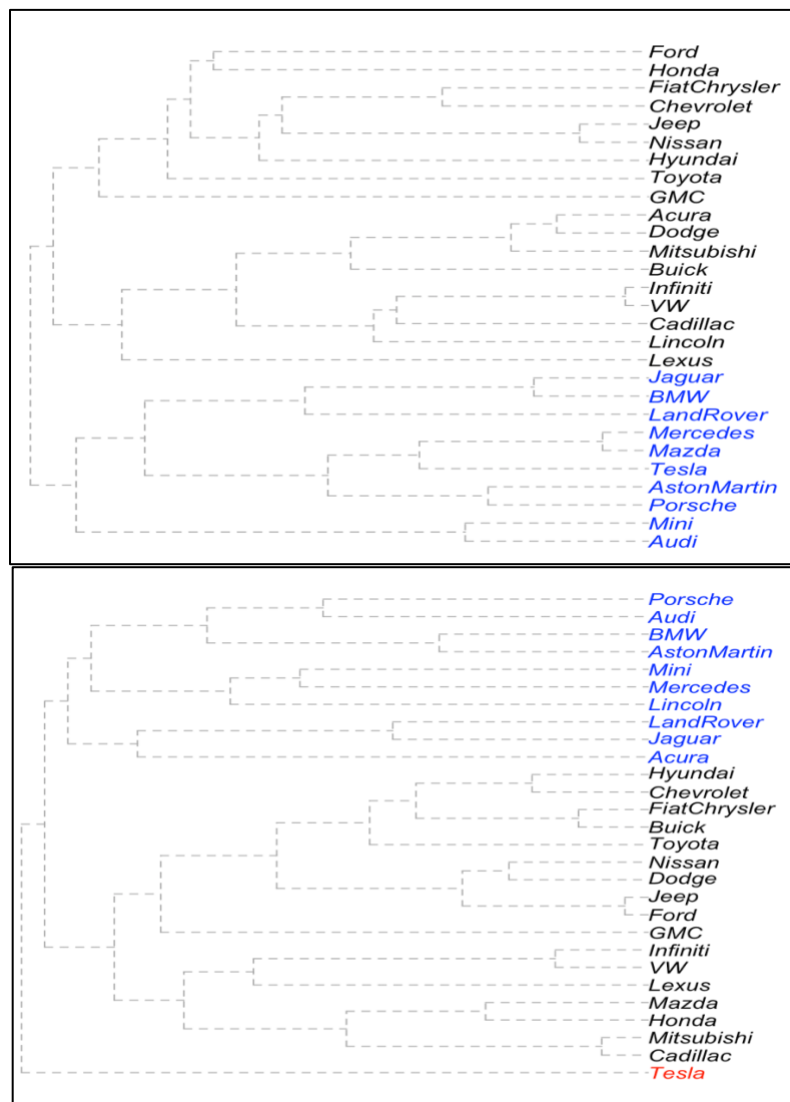 Ford
Honda
FiatChrysler
Chevrolet
Jeep
Nissan
Hyundai
Toyota
GMC
Acura
Dodge
Mitsubishi
Buick
Infiniti
VW
Cadillac
Lincoln
Lexus
Jaguar
BMW
LandRover
Mercedes
Mazda
Tesla
AstonMartin
Porsche
Mini
Audi
Porsche
Audi
BMW
AstonMartin
Mini
Mercedes
Lincoln
LandRover
Jaguar
Acura
Hyundai
Chevrolet
FiatChrysler
Buick
Toyota
Nissan
Dodge
Jeep
Ford
GMC
Infiniti
VW
Lexus
Mazda
Honda
Mitsubishi
Cadillac
Tesla